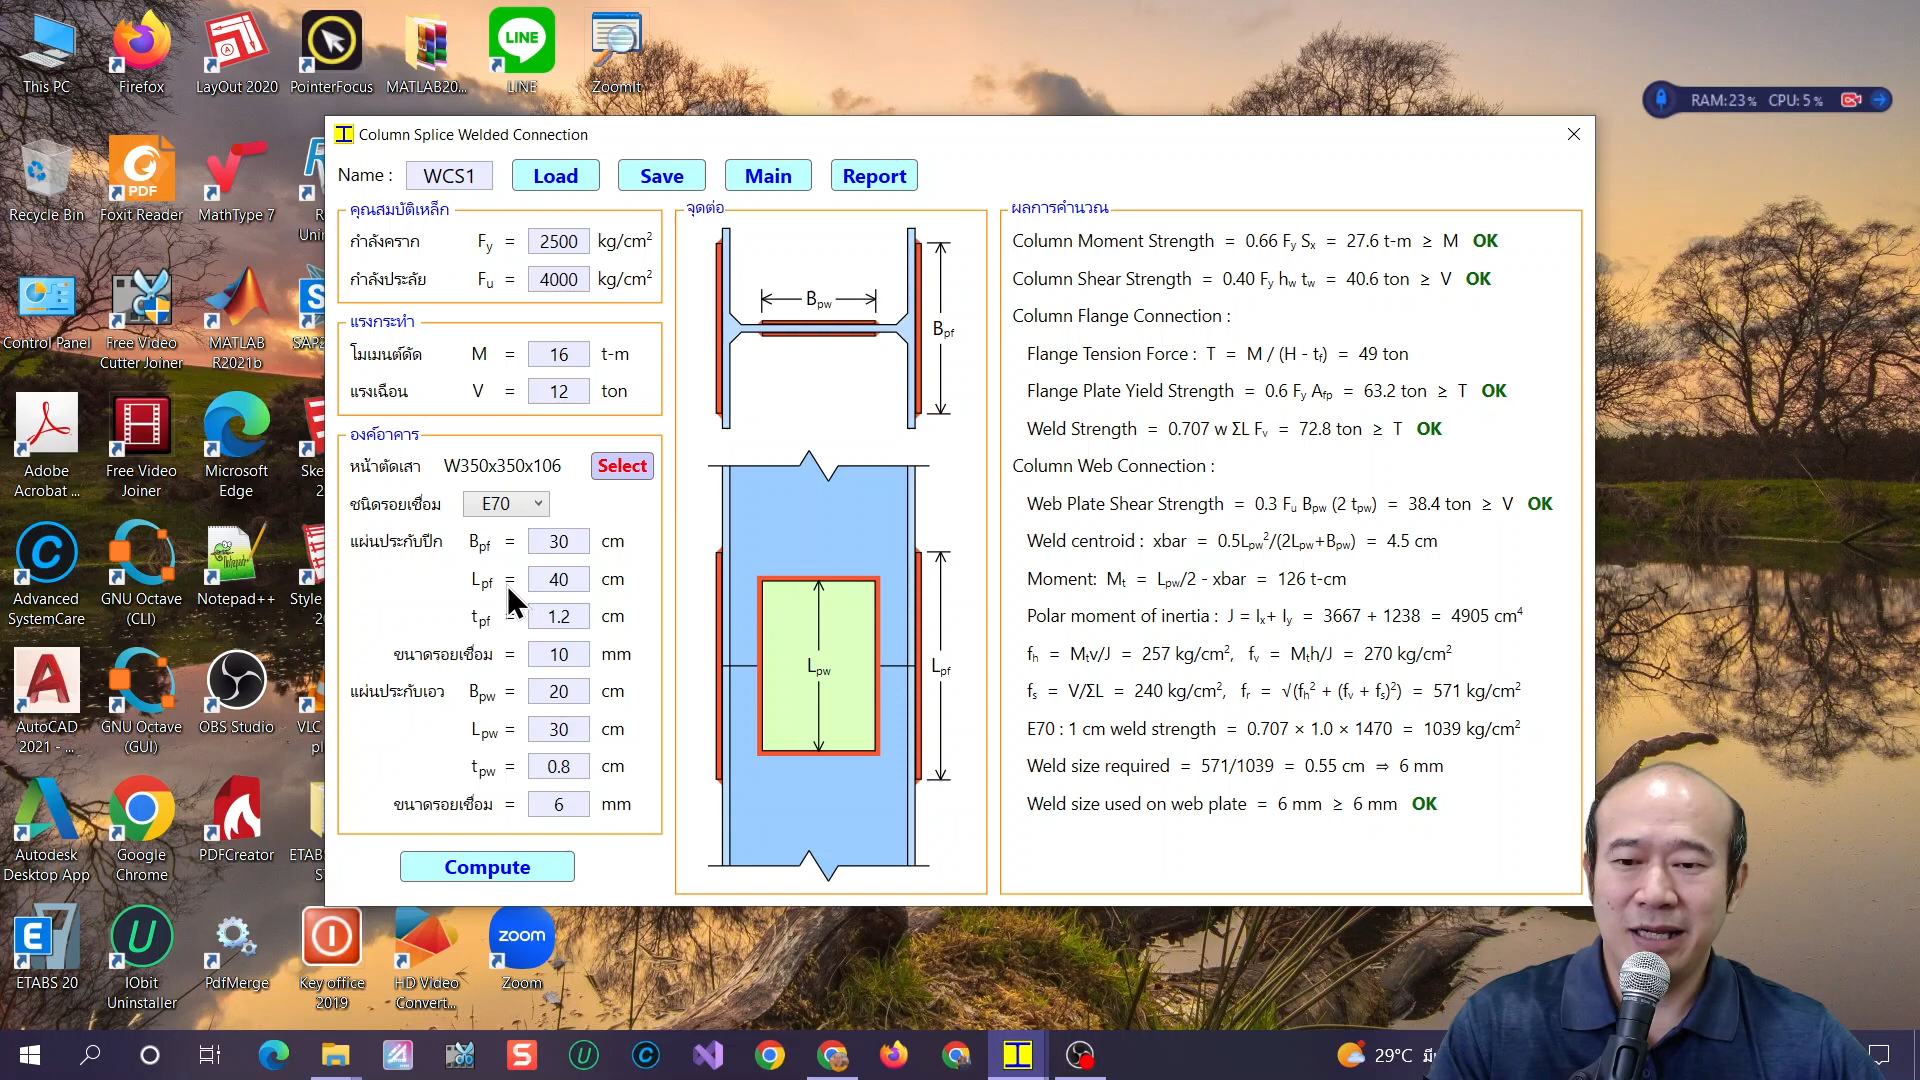 This PC
Firefox
LayOut 2020
PointerFocus
MATLAB20...
LINE
LINE
ZoomIt
RAM:23% CPU:5%
Column Splice Welded Connection
Name : WCS1 Load Save Main Report
Recycle Bin
PDF
Foxit Reader
MathType 7
คุณสมบัติเหล็ก
กำลังคราก Fy = 2500 kg/cm²
กำลังประลัย Fu = 4000 kg/cm²
แรงกระทำ
โมเมนต์ดัด M = 16 t-m
แรงเฉือน V = 12 ton
องค์อาคาร
หน้าตัดเสา W350x350x106 Select
ชนิดรอยเชื่อม E70
แผ่นประกับปีก Bpf = 30 cm
Lpf = 40 cm
tpf = 1.2 cm
ขนาดรอยเชื่อม = 10 mm
แผ่นประกับเอว Bpw = 20 cm
Lpw = 30 cm
tpw = 0.8 cm
ขนาดรอยเชื่อม = 6 mm
Compute
จุดต่อ
Bpw
Bpf
Lpw
Lpf
ผลการคำนวณ
Column Moment Strength = 0.66 Fy Sx = 27.6 t-m ≥ M OK
Column Shear Strength = 0.40 Fy hw tw = 40.6 ton ≥ V OK
Column Flange Connection :
Flange Tension Force : T = M / (H - tf) = 49 ton
Flange Plate Yield Strength = 0.6 Fy Afp = 63.2 ton ≥ T OK
Weld Strength = 0.707 w ΣL Fv = 72.8 ton ≥ T OK
Column Web Connection :
Web Plate Shear Strength = 0.3 Fu Bpw (2 tpw) = 38.4 ton ≥ V OK
Weld centroid : xbar = 0.5Lpw²/(2Lpw+Bpw) = 4.5 cm
Moment: Mt = Lpw/2 - xbar = 126 t-cm
Polar moment of inertia : J = Ix+ Iy = 3667 + 1238 = 4905 cm⁴
fh = Mtv/J = 257 kg/cm², fv = Mth/J = 270 kg/cm²
fs = V/ΣL = 240 kg/cm², fr = √(fh² + (fv + fs)²) = 571 kg/cm²
E70 : 1 cm weld strength = 0.707 × 1.0 × 1470 = 1039 kg/cm²
Weld size required = 571/1039 = 0.55 cm ⇒ 6 mm
Weld size used on web plate = 6 mm ≥ 6 mm OK
Control Panel
Free Video
Cutter Joiner
MATLAB
R2021b
Adobe
Acrobat ...
Free Video
Joiner
Microsoft
Edge
Advanced
SystemCare
GNU Octave
(CLI)
Notepad++
AutoCAD
2021 - ...
GNU Octave
(GUI)
OBS Studio
Autodesk
Desktop App
Google
Chrome
PDFCreator
ETABS 20
IObit
Uninstaller
PdfMerge
Key office
2019
HD Video
Convert...
zoom
Zoom
29°C